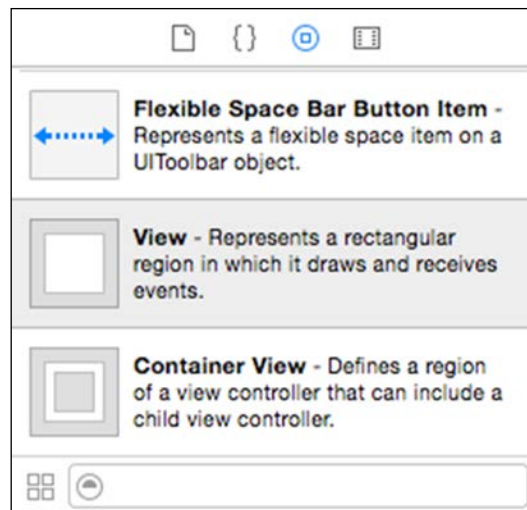 Flexible Space Bar Button Item -
Represents a flexible space item on a
UIToolbar object.
View - Represents a rectangular
region in which it draws and receives
events.
Container View - Defines a region
of a view controller that can include a
child view controller.